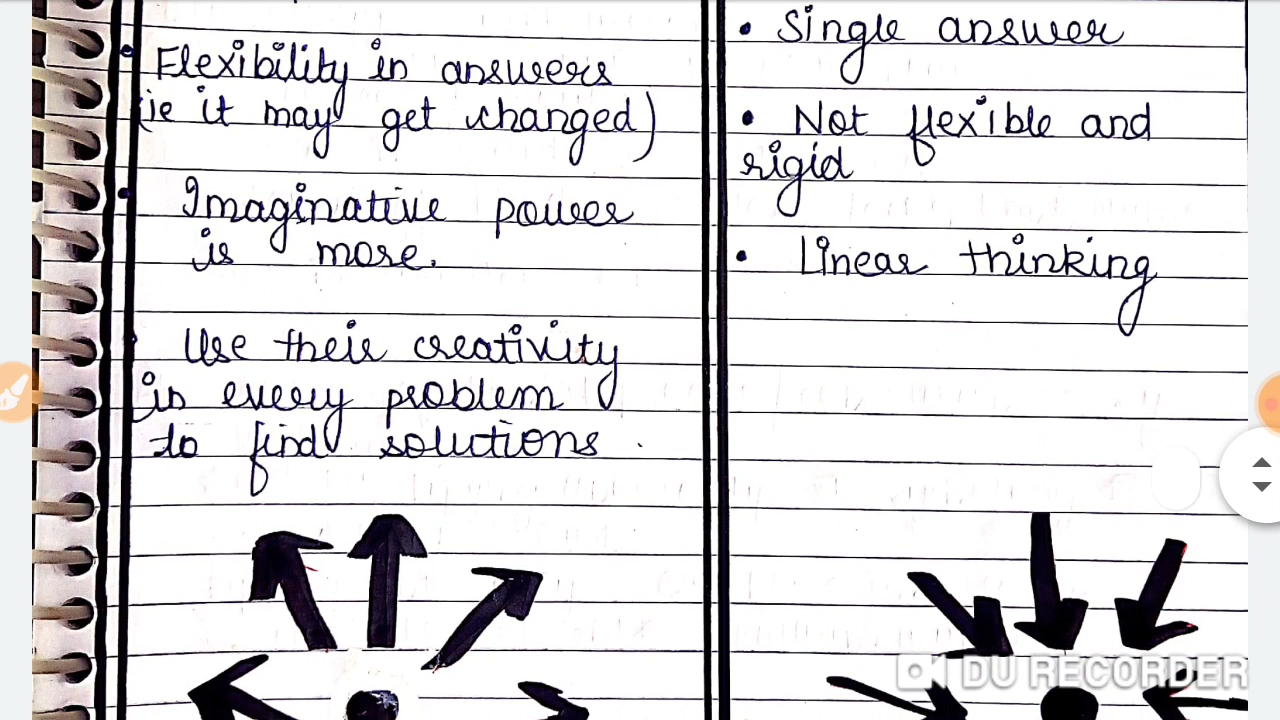 • Flexibility in answers
(ie it may get changed)
• Imaginative power
is more.
Use their creativity
in every problem
to find solutions.
• Single answer
• Not flexible and
rigid
• Linear thinking
DU RECORDER